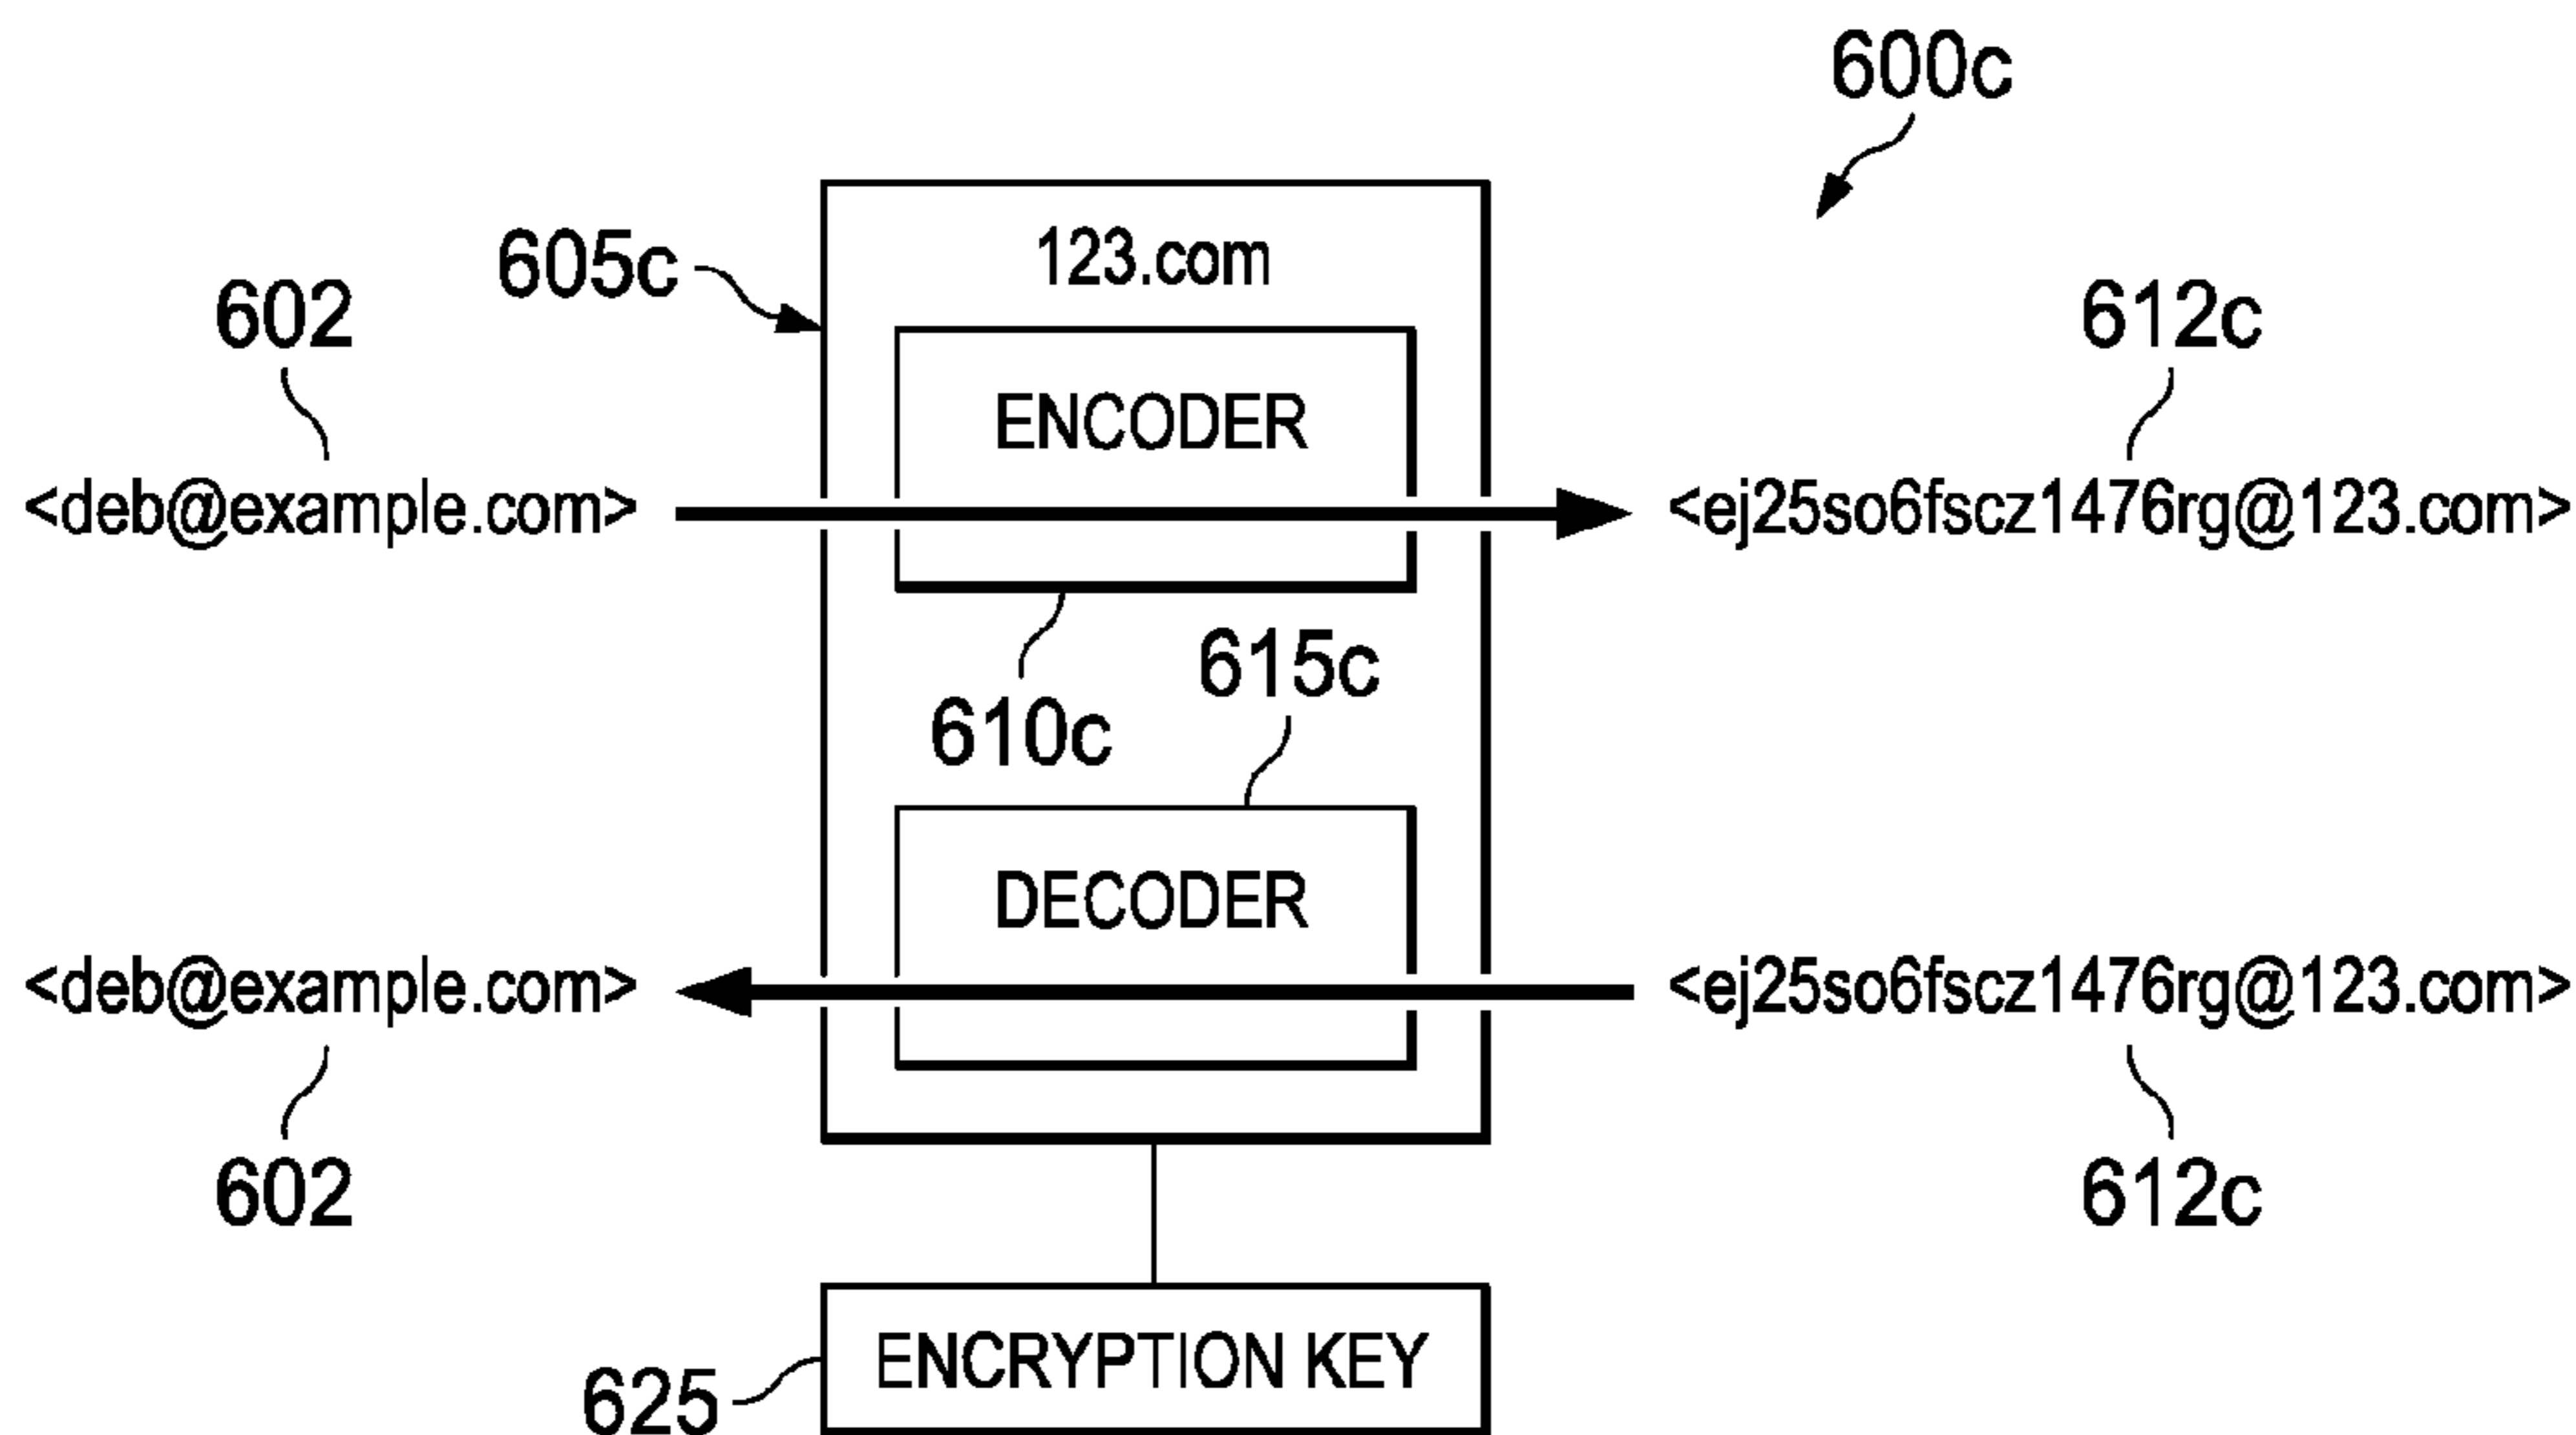 600c
123.com
605c
602
612c
ENCODER
<deb@example.com>
<ej25so6fscz1476rg@123.com>
615c
610c
DECODER
<deb@example.com>
<ej25so6fscz1476rg@123.com>
602
612c
ENCRYPTION KEY
625